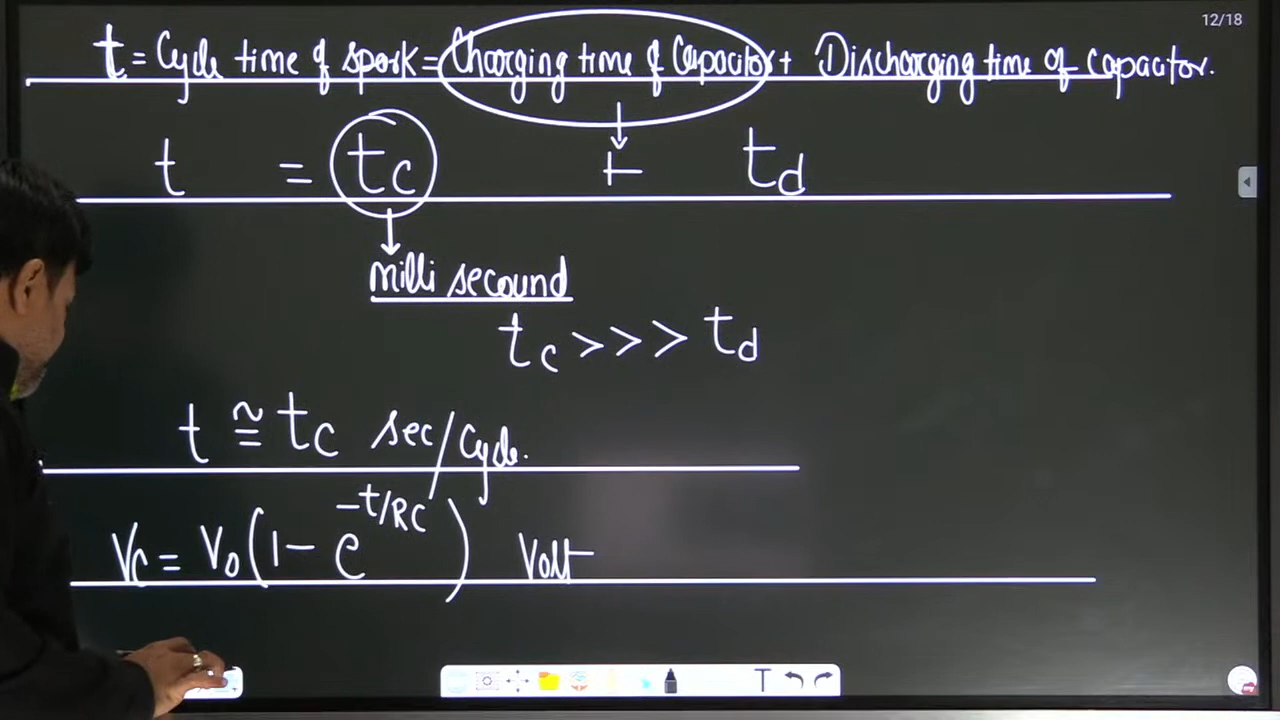 12/18
t = Cycle time of spark = Charging time of Capacitor + Discharging time of capacitor.
t = tc + td
milli secound
tc >>> td
t ≅ tc sec/Cycle.
Vc = V0 (1 - e^-t/RC) Volt
T